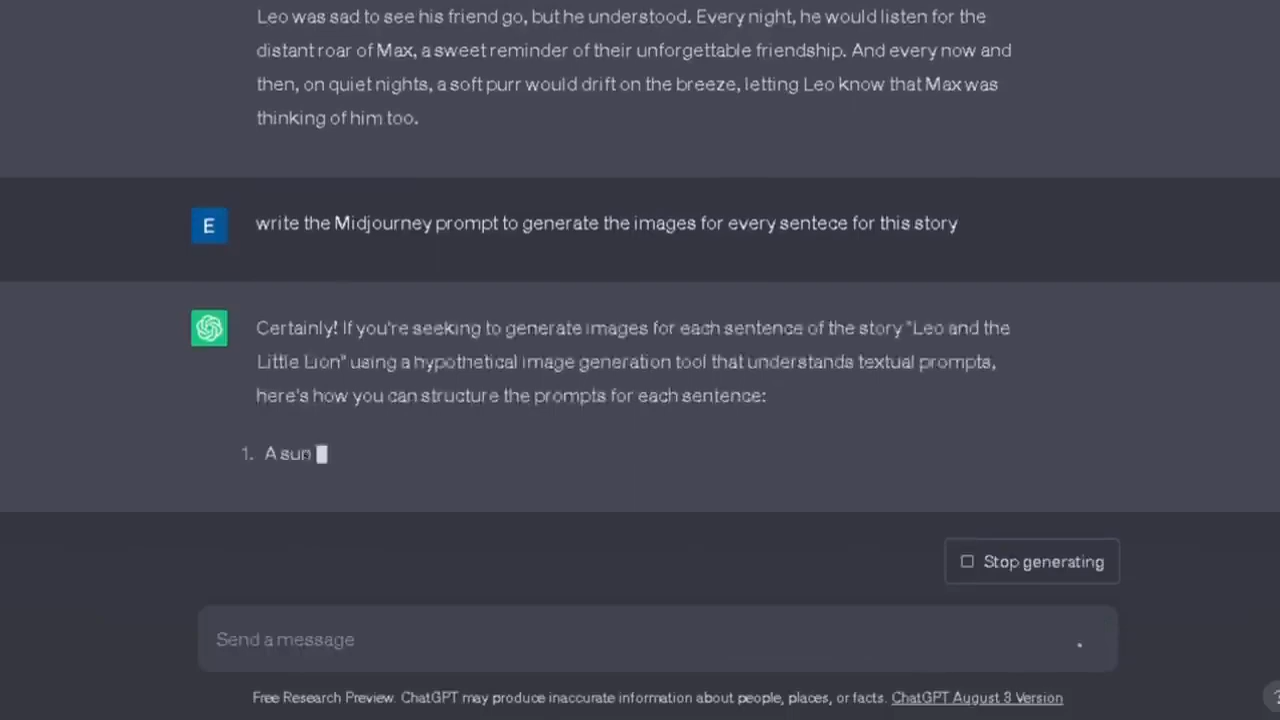 Leo was sad to see his friend go, but he understood. Every night, he would listen for the
distant roar of Max, a sweet reminder of their unforgettable friendship. And every now and
then, on quiet nights, a soft purr would drift on the breeze, letting Leo know that Max was
thinking of him too.
E
write the Midjourney prompt to generate the images for every sentece for this story
Certainly! If you're seeking to generate images for each sentence of the story "Leo and the
Little Lion" using a hypothetical image generation tool that understands textual prompts,
here's how you can structure the prompts for each sentence:
1. A sun
Stop generating
Send a message
Free Research Preview. ChatGPT may produce inaccurate information about people, places, or facts. ChatGPT August 3 Version
?